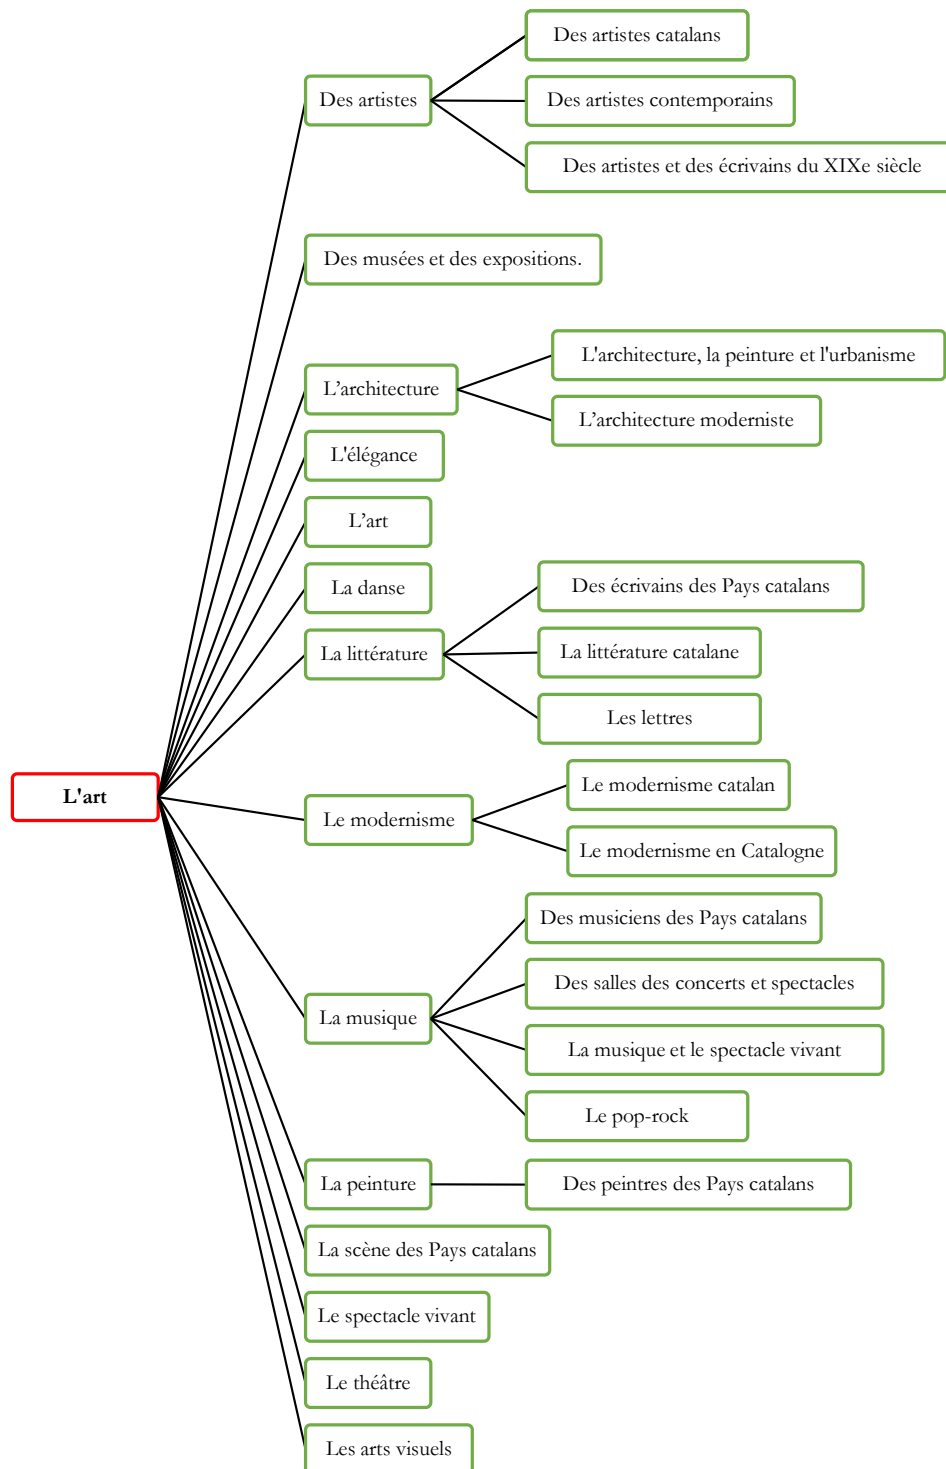 L'art
Des artistes
Des artistes catalans
Des artistes contemporains
Des artistes et des écrivains du XIXe siècle
Des musées et des expositions.
L’architecture
L'architecture, la peinture et l'urbanisme
L’architecture moderniste
L'élégance
L’art
La danse
La littérature
Des écrivains des Pays catalans
La littérature catalane
Les lettres
Le modernisme
Le modernisme catalan
Le modernisme en Catalogne
La musique
Des musiciens des Pays catalans
Des salles des concerts et spectacles
La musique et le spectacle vivant
Le pop-rock
La peinture
Des peintres des Pays catalans
La scène des Pays catalans
Le spectacle vivant
Le théâtre
Les arts visuels